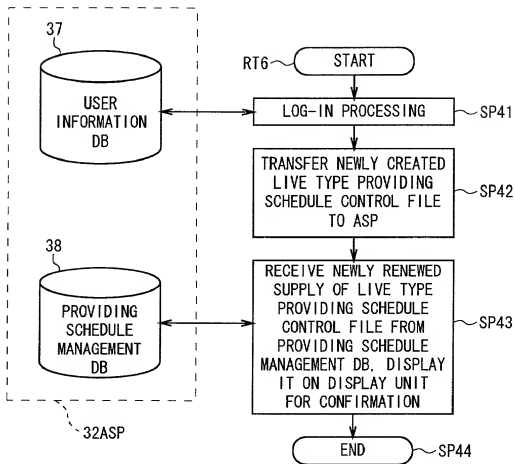 37
USER
INFORMATION
DB
RT6
START
LOG-IN PROCESSING
SP41
TRANSFER NEWLY CREATED
LIVE TYPE PROVIDING
SCHEDULE CONTROL FILE
TO ASP
SP42
38
PROVIDING
SCHEDULE
MANAGEMENT
DB
RECEIVE NEWLY RENEWED
SUPPLY OF LIVE TYPE
PROVIDING SCHEDULE
CONTROL FILE FROM
PROVIDING SCHEDULE
MANAGEMENT DB, DISPLAY
IT ON DISPLAY UNIT
FOR CONFIRMATION
SP43
32ASP
END
SP44